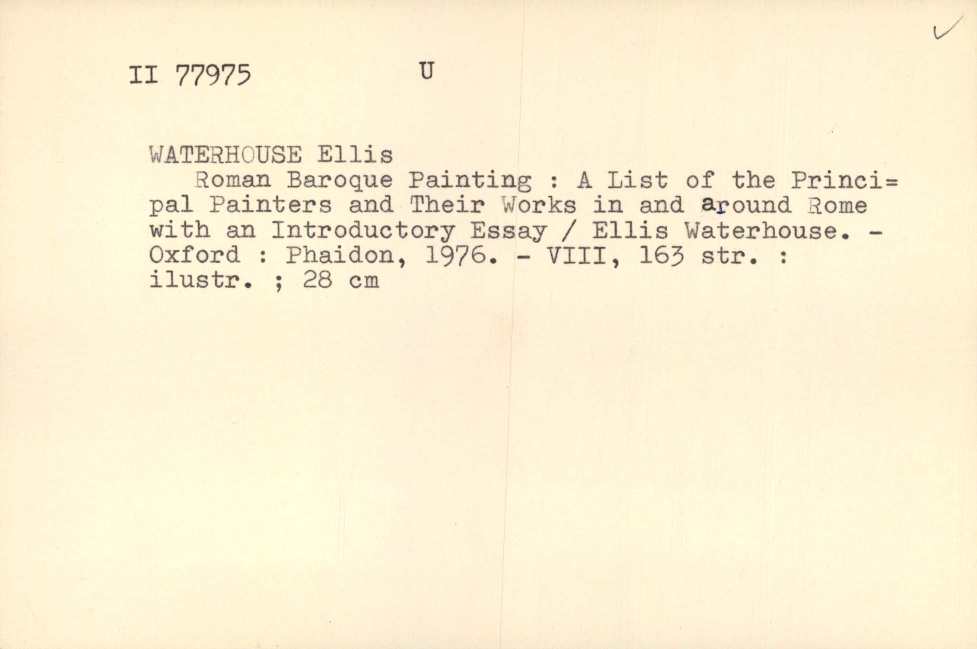 II 77975 U
WATERHOUSE Ellis
Roman Baroque Painting : A List of the Princi=
pal Painters and Their Works in and around Rome
with an Introductory Essay / Ellis Waterhouse. -
Oxford : Phaidon, 1976. - VIII, 163 str. :
ilustr. ; 28 cm